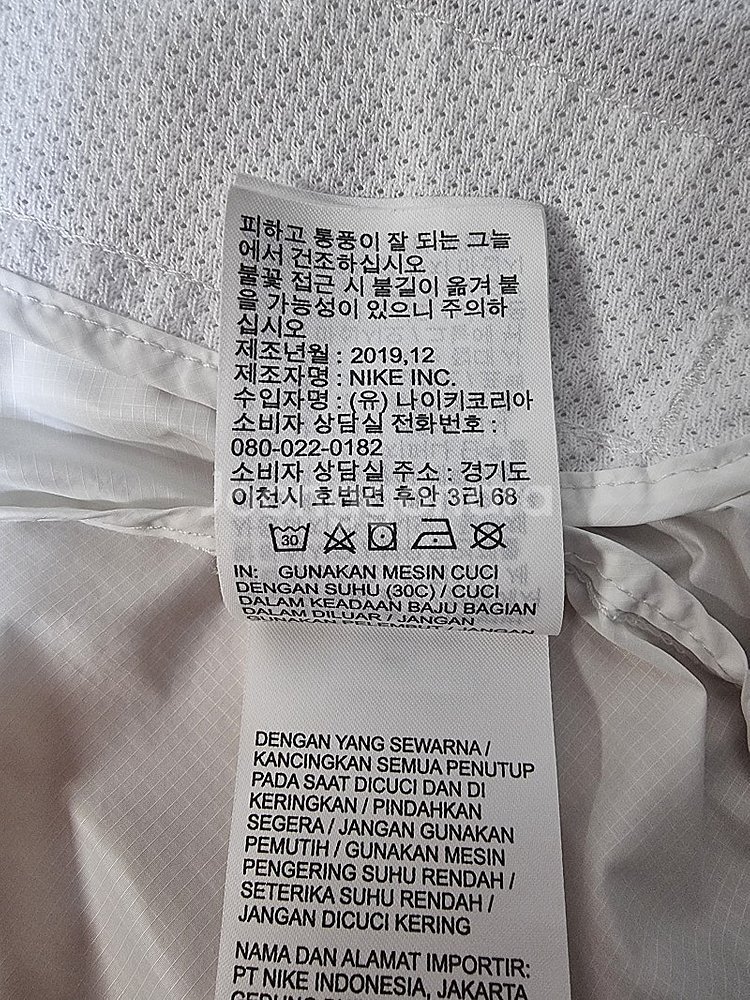 피하고 통풍이 잘 되는 그늘
에서 건조하십시오
불꽃 접근 시 불길이 옮겨 붙
을 가능성이 있으니 주의하
십시오
제조년월 : 2019,12
제조자명 : NIKE INC.
수입자명 : (유) 나이키코리아
소비자 상담실 전화번호 :
080-022-0182
소비자 상담실 주소 : 경기도
이천시 호법면 후안 3리 68
30
IN: GUNAKAN MESIN CUCI
DENGAN SUHU (30C) / CUCI
DALAM KEADAAN BAJU BAGIAN
DALAM DILUAR / JANGAN
GUNAKAN PELEMBUT / JANGAN
DENGAN YANG SEWARNA /
KANCINGKAN SEMUA PENUTUP
PADA SAAT DICUCI DAN DI
KERINGKAN / PINDAHKAN
SEGERA / JANGAN GUNAKAN
PEMUTIH / GUNAKAN MESIN
PENGERING SUHU RENDAH /
SETERIKA SUHU RENDAH /
JANGAN DICUCI KERING
NAMA DAN ALAMAT IMPORTIR:
PT NIKE INDONESIA, JAKARTA